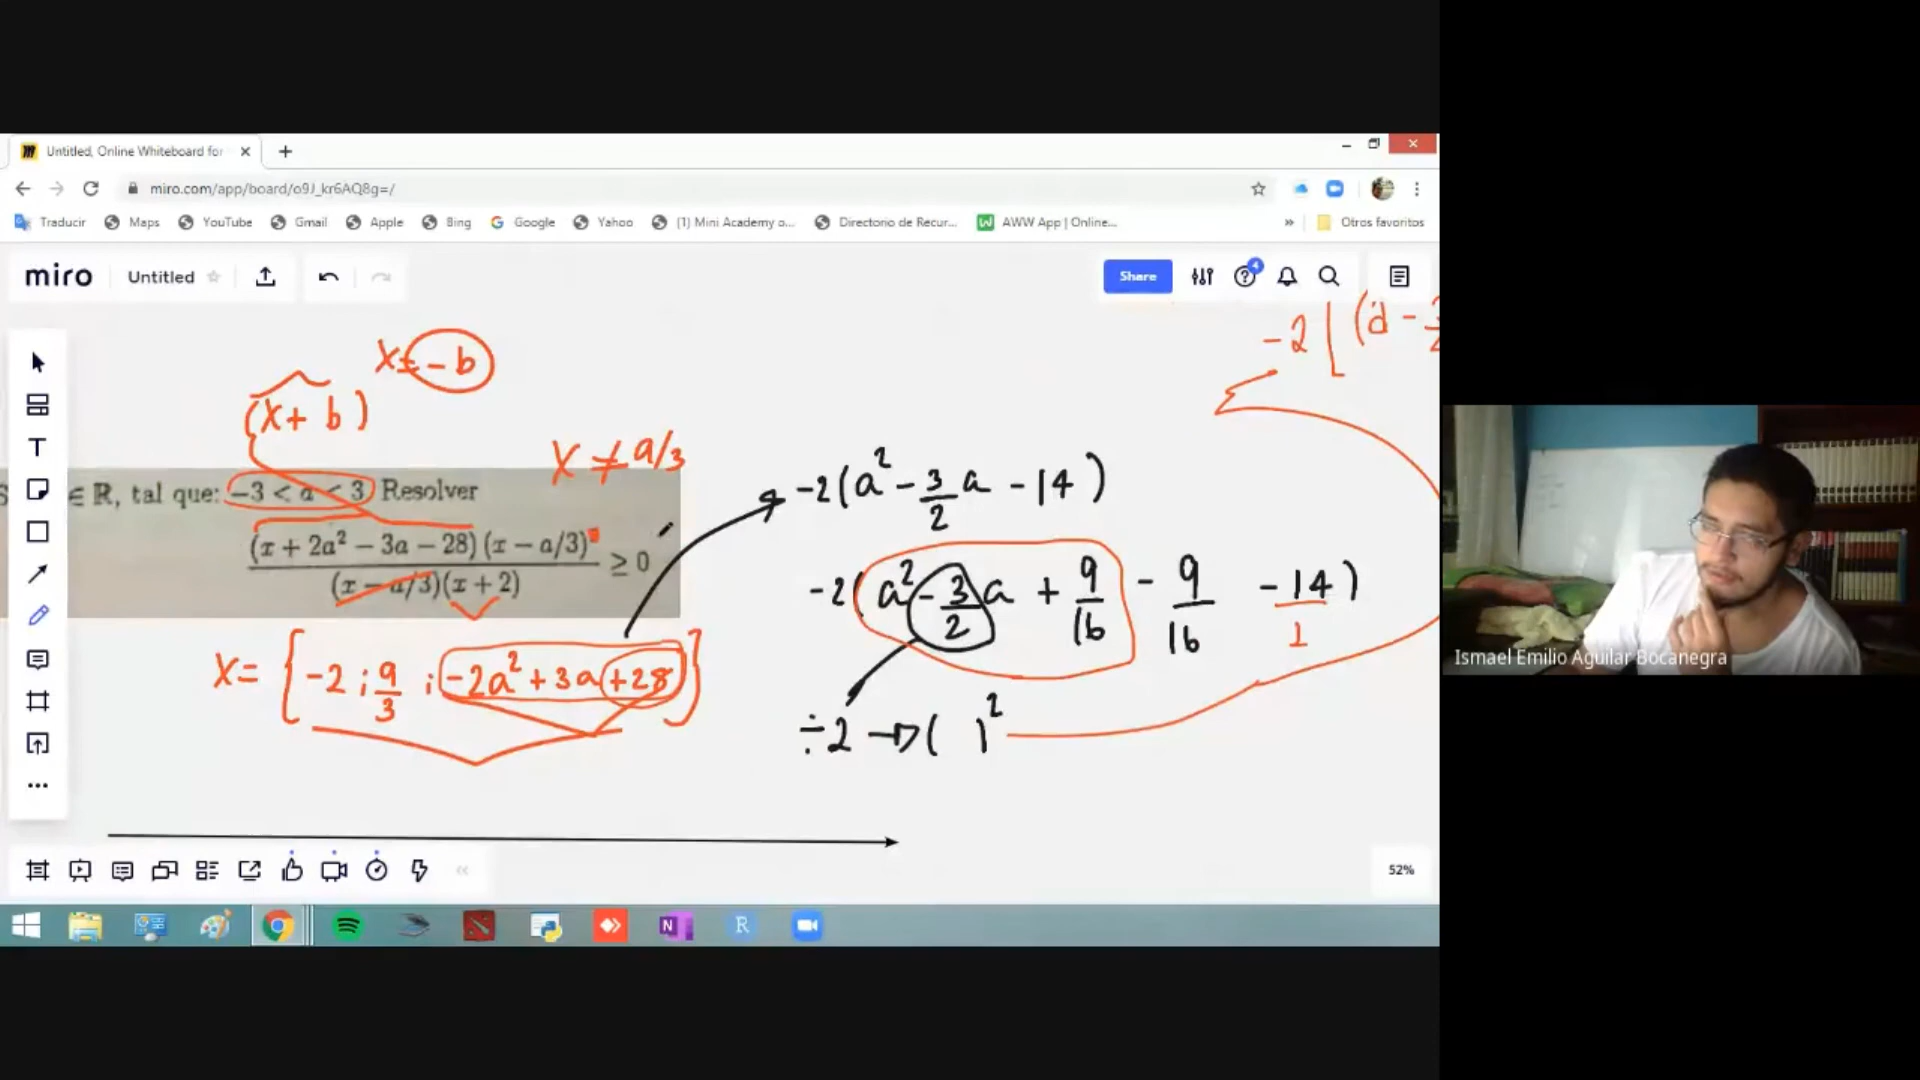 Untitled, Online Whiteboard for
miro.com/app/board/o9J_kr6AQ8g=/
Traducir Maps YouTube Gmail Apple Bing Google Yahoo (1) Mini Academy o... Directorio de Recur... AWW App | Online... » Otros favoritos
miro Untitled Share 4
-2[(a -
x = -b
(x + b)
x ≠ a/3
∈ ℝ, tal que: -3 < a < 3 Resolver
(x + 2a² - 3a - 28)(x - a/3)
(x - a/3)(x + 2)
≥ 0
x = { -2 ; 9/3 ; -2a² + 3a + 28 }
-2(a² - 3/2 a - 14)
-2(a² - 3/2 a + 9/16 - 9/16 - 14/1)
÷2 → ( )²
T
52%
N R
Ismael Emilio Aguilar Bocanegra